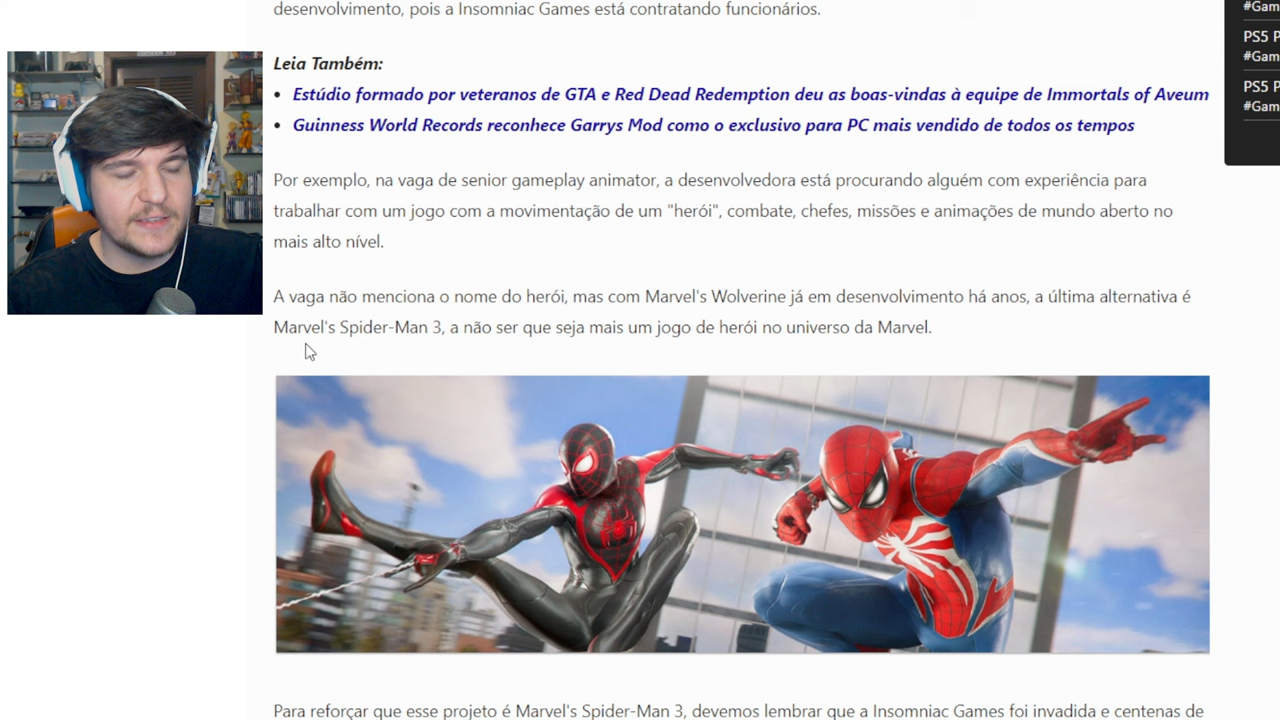 desenvolvimento, pois a Insomniac Games está contratando funcionários.
Leia Também:
• Estúdio formado por veteranos de GTA e Red Dead Redemption deu as boas-vindas à equipe de Immortals of Aveum
• Guinness World Records reconhece Garrys Mod como o exclusivo para PC mais vendido de todos os tempos
Por exemplo, na vaga de senior gameplay animator, a desenvolvedora está procurando alguém com experiência para
trabalhar com um jogo com a movimentação de um "herói", combate, chefes, missões e animações de mundo aberto no
mais alto nível.
A vaga não menciona o nome do herói, mas com Marvel's Wolverine já em desenvolvimento há anos, a última alternativa é
Marvel's Spider-Man 3, a não ser que seja mais um jogo de herói no universo da Marvel.
Para reforçar que esse projeto é Marvel's Spider-Man 3, devemos lembrar que a Insomniac Games foi invadida e centenas de
#Gam
PS5 P
#Gam
PS5 P
#Gam